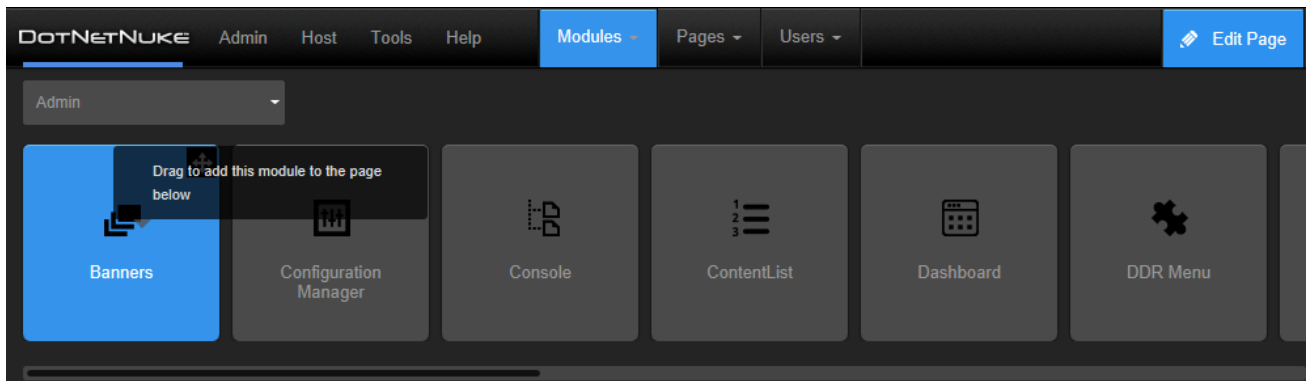 DotNetNuke Admin Host Tools Help Modules Pages Users Edit Page
Admin
Drag to add this module to the page
below
1
2
3
Banners Configuration Console ContentList Dashboard DDR Menu
Manager